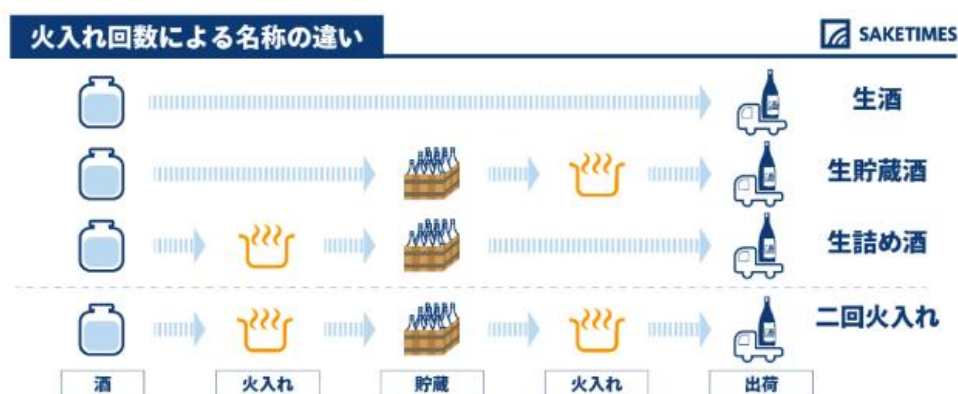 火入れ回数による名称の違い
SAKETIMES
生酒
生貯蔵酒
生詰め酒
二回火入れ
酒
火入れ
貯蔵
火入れ
出荷